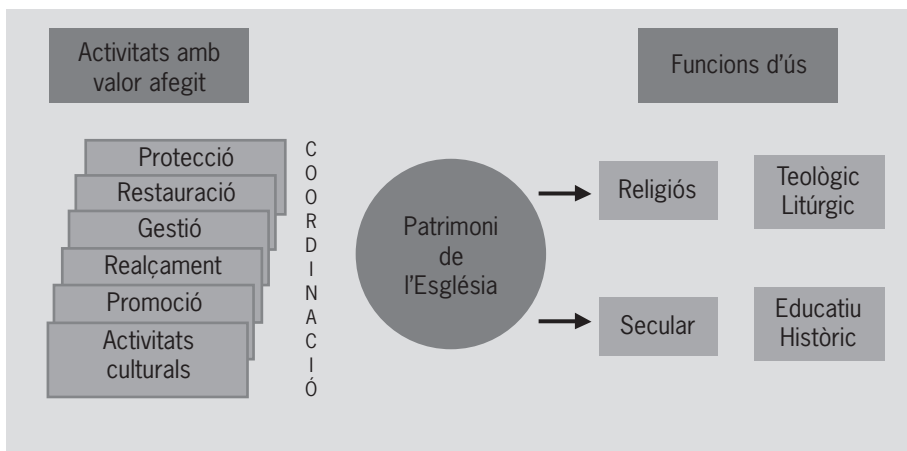 Activitats amb
valor afegit
Funcions d'ús
Protecció
Restauració
Gestió
Realçament
Promoció
Activitats
culturals
COORDINACIÓ
Patrimoni
de
l'Església
Religiós
Teològic
Litúrgic
Secular
Educatiu
Històric